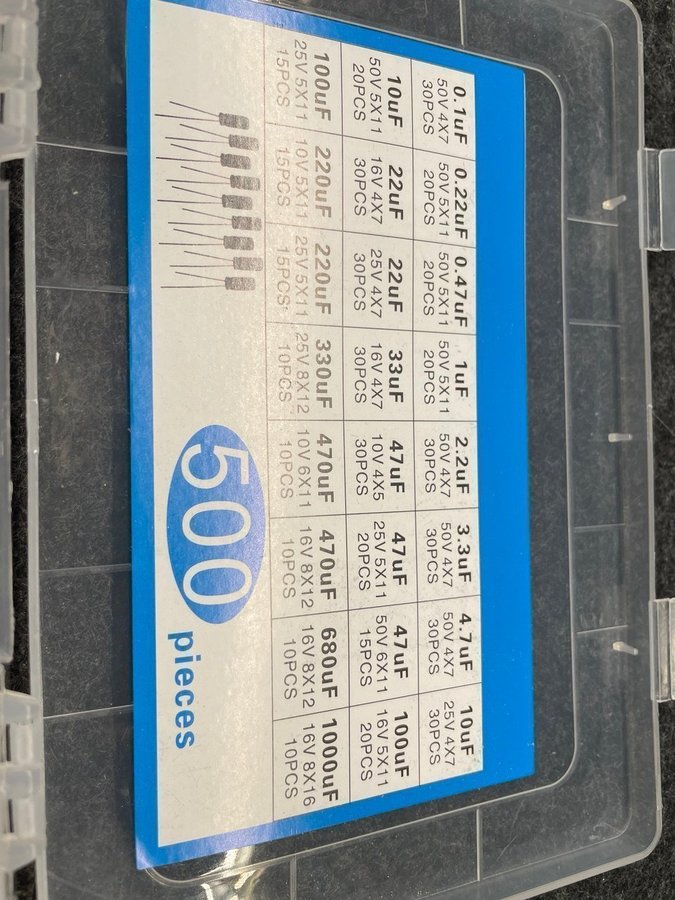 0.1uF 0.22uF 0.47uF 1uF 2.2uF 3.3uF 4.7uF 10uF
50V 4X7 50V 5X11 50V 5X11 50V 5X11 50V 4X7 50V 4X7 50V 4X7 25V 4X7
30PCS 20PCS 20PCS 20PCS 30PCS 30PCS 30PCS 30PCS
10uF 22uF 22uF 33uF 47uF 47uF 47uF 100uF
50V 5X11 16V 4X7 25V 4X7 16V 4X7 10V 4X5 25V 5X11 50V 6X11 16V 5X11
20PCS 30PCS 30PCS 30PCS 30PCS 20PCS 15PCS 20PCS
100uF 220uF 220uF 330uF 470uF 470uF 680uF 1000uF
25V 5X11 10V 5X11 25V 5X11 25V 8X12 10V 6X11 16V 8X12 16V 8X12 16V 8X16
15PCS 15PCS 15PCS 10PCS 10PCS 10PCS 10PCS 10PCS
500 pieces